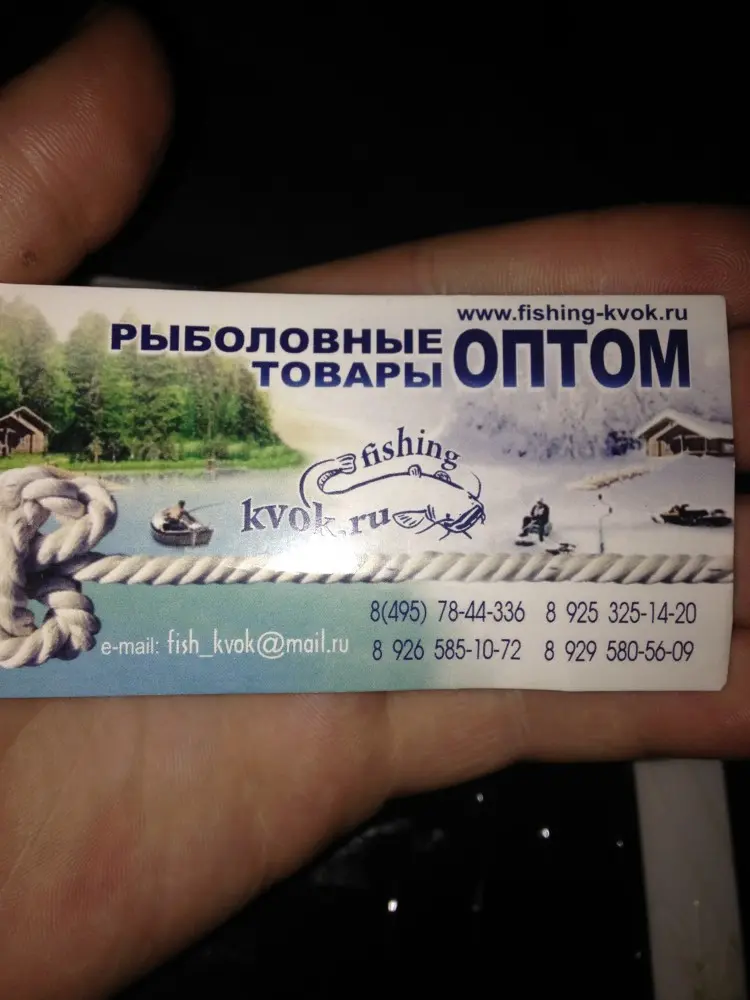 www.fishing-kvok.ru
РЫБОЛОВНЫЕ
ТОВАРЫ
ОПТОМ
fishing
kvok.ru
8(495) 78-44-336 8 925 325-14-20
e-mail: fish_kvok@mail.ru
8 926 585-10-72 8 929 580-56-09